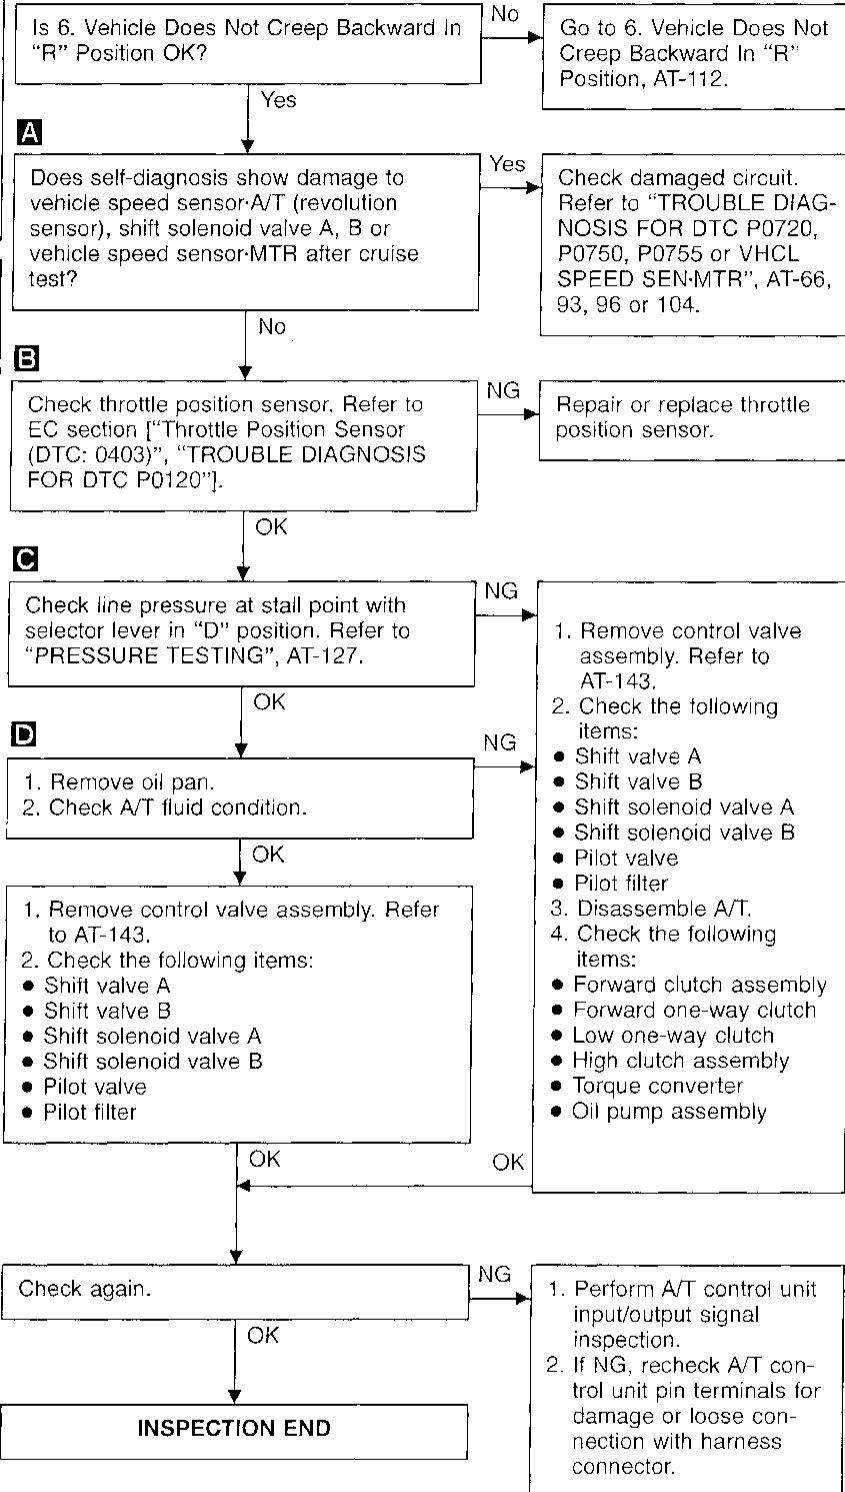 Is 6. Vehicle Does Not Creep Backward In
“R” Position OK?
No
Go to 6. Vehicle Does Not
Creep Backward In “R”
Position, AT-112.
Yes
A
Does self-diagnosis show damage to
vehicle speed sensor·A/T (revolution
sensor), shift solenoid valve A, B or
vehicle speed sensor·MTR after cruise
test?
Yes
Check damaged circuit.
Refer to “TROUBLE DIAG-
NOSIS FOR DTC P0720,
P0750, P0755 or VHCL
SPEED SEN·MTR”, AT-66,
93, 96 or 104.
No
B
Check throttle position sensor. Refer to
EC section [“Throttle Position Sensor
(DTC: 0403)”, “TROUBLE DIAGNOSIS
FOR DTC P0120”].
NG
Repair or replace throttle
position sensor.
OK
C
Check line pressure at stall point with
selector lever in “D” position. Refer to
“PRESSURE TESTING”, AT-127.
NG
OK
D
1. Remove oil pan.
2. Check A/T fluid condition.
NG
1. Remove control valve
assembly. Refer to
AT-143.
2. Check the following
items:
● Shift valve A
● Shift valve B
● Shift solenoid valve A
● Shift solenoid valve B
● Pilot valve
● Pilot filter
3. Disassemble A/T.
4. Check the following
items:
● Forward clutch assembly
● Forward one-way clutch
● Low one-way clutch
● High clutch assembly
● Torque converter
● Oil pump assembly
OK
1. Remove control valve assembly. Refer
to AT-143.
2. Check the following items:
● Shift valve A
● Shift valve B
● Shift solenoid valve A
● Shift solenoid valve B
● Pilot valve
● Pilot filter
OK
OK
Check again.
NG
1. Perform A/T control unit
input/output signal
inspection.
2. If NG, recheck A/T con-
trol unit pin terminals for
damage or loose con-
nection with harness
connector.
OK
INSPECTION END